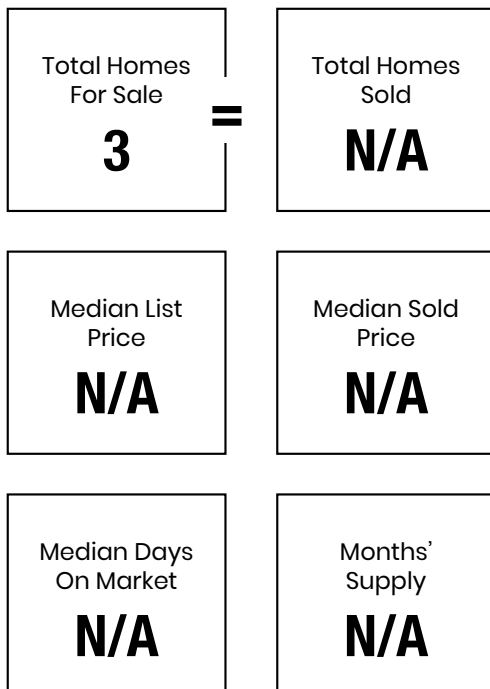 Total Homes
For Sale
3
=
Total Homes
Sold
N/A
Median List
Price
N/A
Median Sold
Price
N/A
Median Days
On Market
N/A
Months’
Supply
N/A